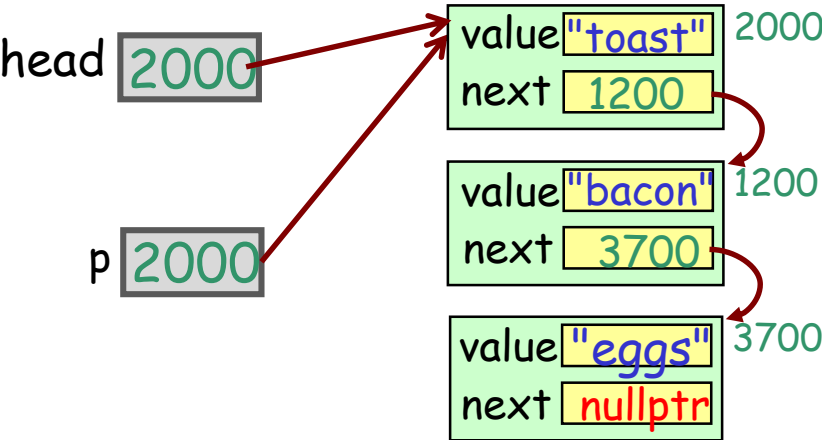 head 2000
value "toast" 2000
next 1200
value "bacon" 1200
next 3700
p 2000
value "eggs" 3700
next nullptr